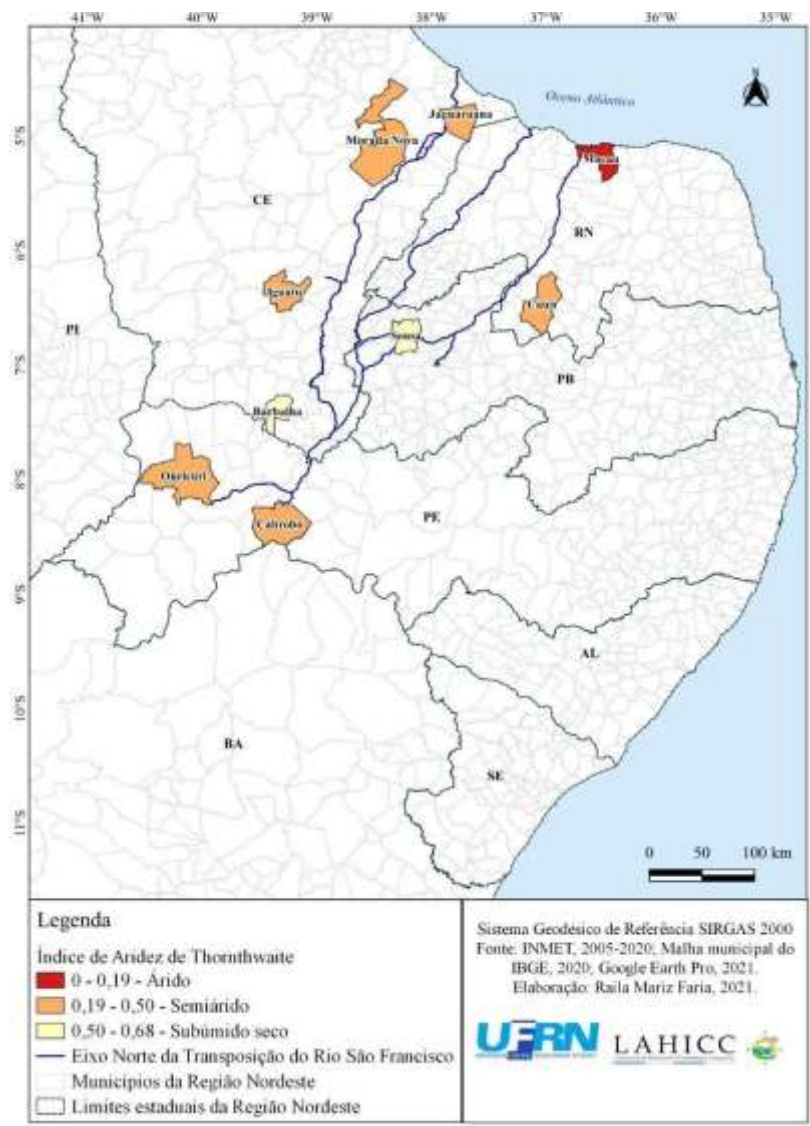 41°W 40°W 39°W 38°W 37°W 36°W 35°W
Oceano Atlântico
5°S
Jaguaruana
Morada Nova
Macau
CE
RN
6°S
Iguatu
PI
7°S
PB
Barbalha
8°S
Ouricuri
Cabrobó
PE
9°S
AL
10°S
BA
SE
11°S
0 50 100 km
Legenda
Índice de Aridez de Thornthwaite
0 - 0,19 - Árido
0,19 - 0,50 - Semiárido
0,50 - 0,68 - Subúmido seco
Eixo Norte da Transposição do Rio São Francisco
Municípios da Região Nordeste
Limites estaduais da Região Nordeste
Sistema Geodésico de Referência SIRGAS 2000
Fonte: INMET, 2005-2020; Malha municipal do
IBGE, 2020; Google Earth Pro, 2021.
Elaboração: Raila Mariz Faria, 2021.
UFRN
LAHICC